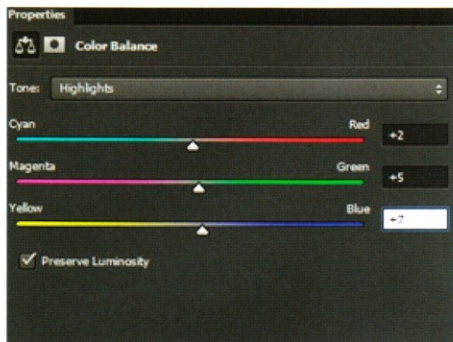 Properties
Color Balance
Tone: Highlights
Cyan Red +2
Magenta Green +5
Yellow Blue +7
Preserve Luminosity